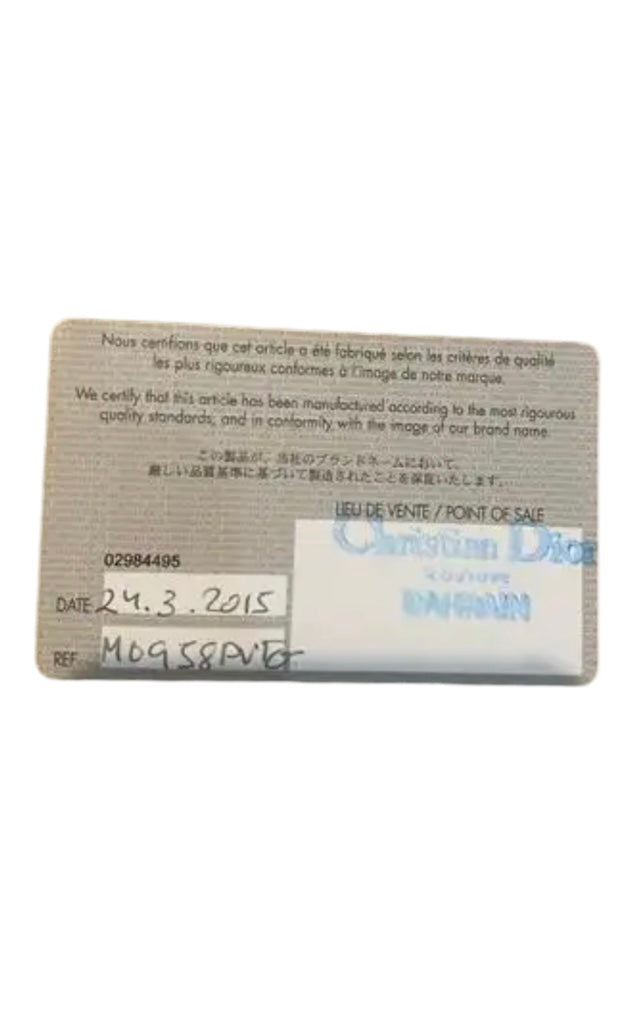 Nous certifions que cet article a été fabriqué selon les critères de qualité
les plus rigoureux conformes à l'image de notre marque.
We certify that this article has been manufactured according to the most rigourous
quality standards, and in conformity with the image of our brand name.
この製品が、当社のブランドネームにおいて、
厳しい品質基準に基づいて製造されたことを保証いたします。
LIEU DE VENTE / POINT OF SALE
Christian Dior
COUTURE
BAHRAIN
02984495
DATE 24.3.2015
REF